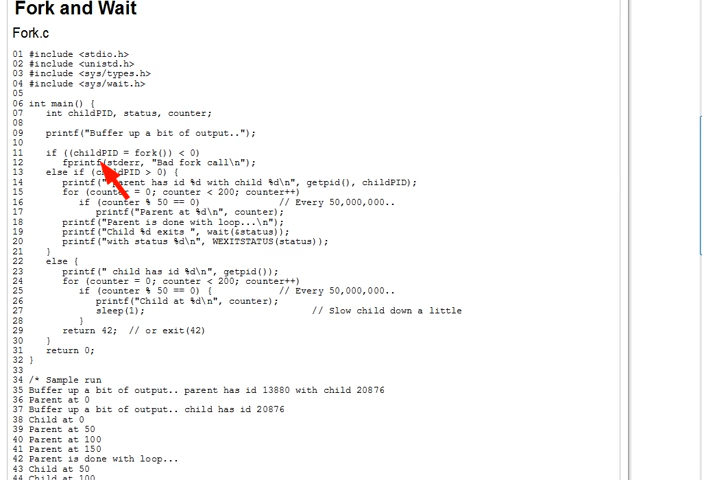 Fork and Wait
Fork.c
01 #include <stdio.h>
02 #include <unistd.h>
03 #include <sys/types.h>
04 #include <sys/wait.h>
05
06 int main() {
07    int childPID, status, counter;
08
09    printf("Buffer up a bit of output..");
10
11    if ((childPID = fork()) < 0)
12       fprintf(stderr, "Bad fork call\n");
13    else if (childPID > 0) {
14       printf("parent has id %d with child %d\n", getpid(), childPID);
15       for (counter = 0; counter < 200; counter++)
16          if (counter % 50 == 0)             // Every 50,000,000..
17             printf("Parent at %d\n", counter);
18       printf("Parent is done with loop...\n");
19       printf("Child %d exits ", wait(&status));
20       printf("with status %d\n", WEXITSTATUS(status));
21    }
22    else {
23       printf(" child has id %d\n", getpid());
24       for (counter = 0; counter < 200; counter++)
25          if (counter % 50 == 0) {           // Every 50,000,000..
26             printf("Child at %d\n", counter);
27             sleep(1);                            // Slow child down a little
28          }
29       return 42;  // or exit(42)
30    }
31    return 0;
32 }
33
34 /* Sample run
35 Buffer up a bit of output.. parent has id 13880 with child 20876
36 Parent at 0
37 Buffer up a bit of output.. child has id 20876
38 Child at 0
39 Parent at 50
40 Parent at 100
41 Parent at 150
42 Parent is done with loop...
43 Child at 50
44 Child at 100